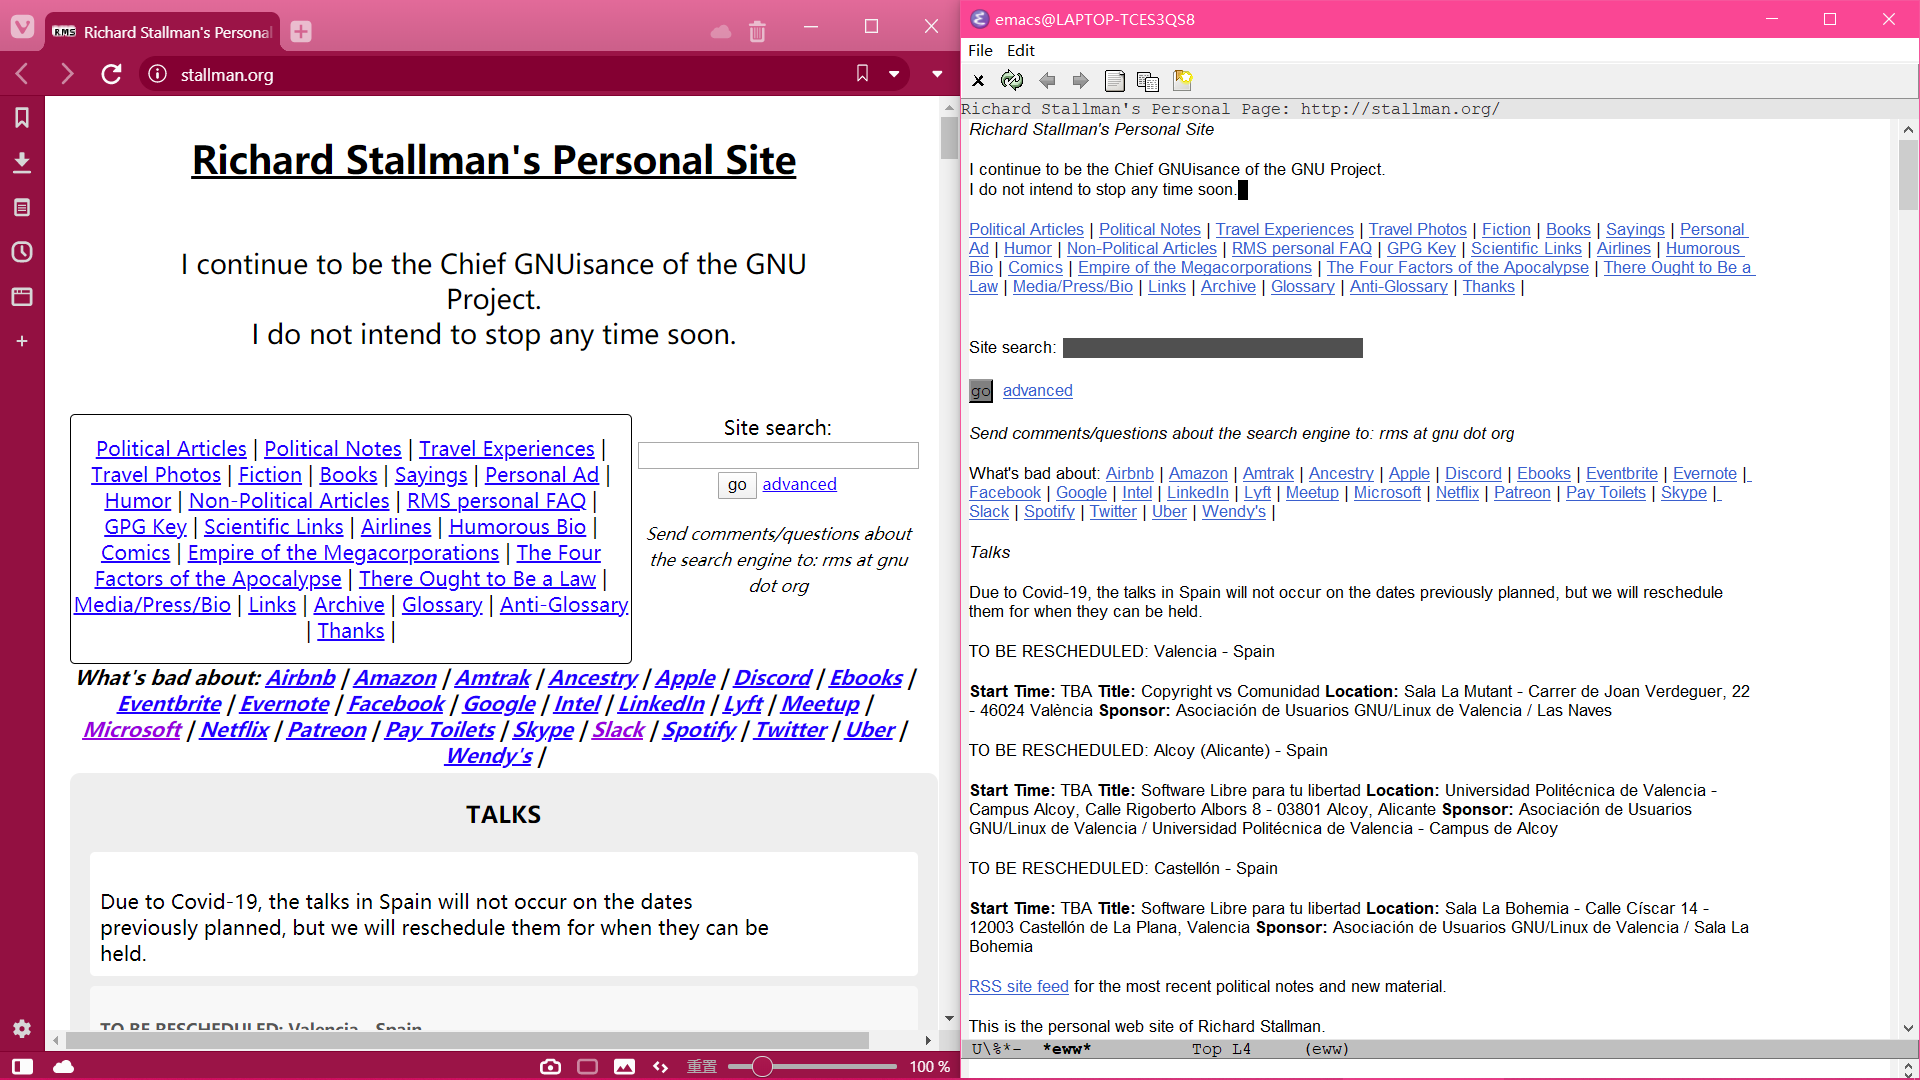 RMS Richard Stallman's Personal
stallman.org
Richard Stallman's Personal Site
I continue to be the Chief GNUisance of the GNU
Project.
I do not intend to stop any time soon.
Political Articles | Political Notes | Travel Experiences |
Travel Photos | Fiction | Books | Sayings | Personal Ad |
Humor | Non-Political Articles | RMS personal FAQ |
GPG Key | Scientific Links | Airlines | Humorous Bio |
Comics | Empire of the Megacorporations | The Four
Factors of the Apocalypse | There Ought to Be a Law |
Media/Press/Bio | Links | Archive | Glossary | Anti-Glossary
| Thanks |
Site search:
go advanced
Send comments/questions about
the search engine to: rms at gnu
dot org
What's bad about: Airbnb | Amazon | Amtrak | Ancestry | Apple | Discord | Ebooks |
Eventbrite | Evernote | Facebook | Google | Intel | LinkedIn | Lyft | Meetup |
Microsoft | Netflix | Patreon | Pay Toilets | Skype | Slack | Spotify | Twitter | Uber |
Wendy's |
TALKS
Due to Covid-19, the talks in Spain will not occur on the dates
previously planned, but we will reschedule them for when they can be
held.
TO BE RESCHEDULED: Valencia - Spain
重置 100 %
emacs@LAPTOP-TCES3QS8
File Edit
Richard Stallman's Personal Page: http://stallman.org/
Richard Stallman's Personal Site
I continue to be the Chief GNUisance of the GNU Project.
I do not intend to stop any time soon.
Political Articles | Political Notes | Travel Experiences | Travel Photos | Fiction | Books | Sayings | Personal
Ad | Humor | Non-Political Articles | RMS personal FAQ | GPG Key | Scientific Links | Airlines | Humorous
Bio | Comics | Empire of the Megacorporations | The Four Factors of the Apocalypse | There Ought to Be a
Law | Media/Press/Bio | Links | Archive | Glossary | Anti-Glossary | Thanks |
Site search:
go advanced
Send comments/questions about the search engine to: rms at gnu dot org
What's bad about: Airbnb | Amazon | Amtrak | Ancestry | Apple | Discord | Ebooks | Eventbrite | Evernote |
Facebook | Google | Intel | LinkedIn | Lyft | Meetup | Microsoft | Netflix | Patreon | Pay Toilets | Skype |
Slack | Spotify | Twitter | Uber | Wendy's |
Talks
Due to Covid-19, the talks in Spain will not occur on the dates previously planned, but we will reschedule
them for when they can be held.
TO BE RESCHEDULED: Valencia - Spain
Start Time: TBA Title: Copyright vs Comunidad Location: Sala La Mutant - Carrer de Joan Verdeguer, 22
- 46024 València Sponsor: Asociación de Usuarios GNU/Linux de Valencia / Las Naves
TO BE RESCHEDULED: Alcoy (Alicante) - Spain
Start Time: TBA Title: Software Libre para tu libertad Location: Universidad Politécnica de Valencia -
Campus Alcoy, Calle Rigoberto Albors 8 - 03801 Alcoy, Alicante Sponsor: Asociación de Usuarios
GNU/Linux de Valencia / Universidad Politécnica de Valencia - Campus de Alcoy
TO BE RESCHEDULED: Castellón - Spain
Start Time: TBA Title: Software Libre para tu libertad Location: Sala La Bohemia - Calle Císcar 14 -
12003 Castellón de La Plana, Valencia Sponsor: Asociación de Usuarios GNU/Linux de Valencia / Sala La
Bohemia
RSS site feed for the most recent political notes and new material.
This is the personal web site of Richard Stallman.
U\%*- *eww* Top L4 (eww)